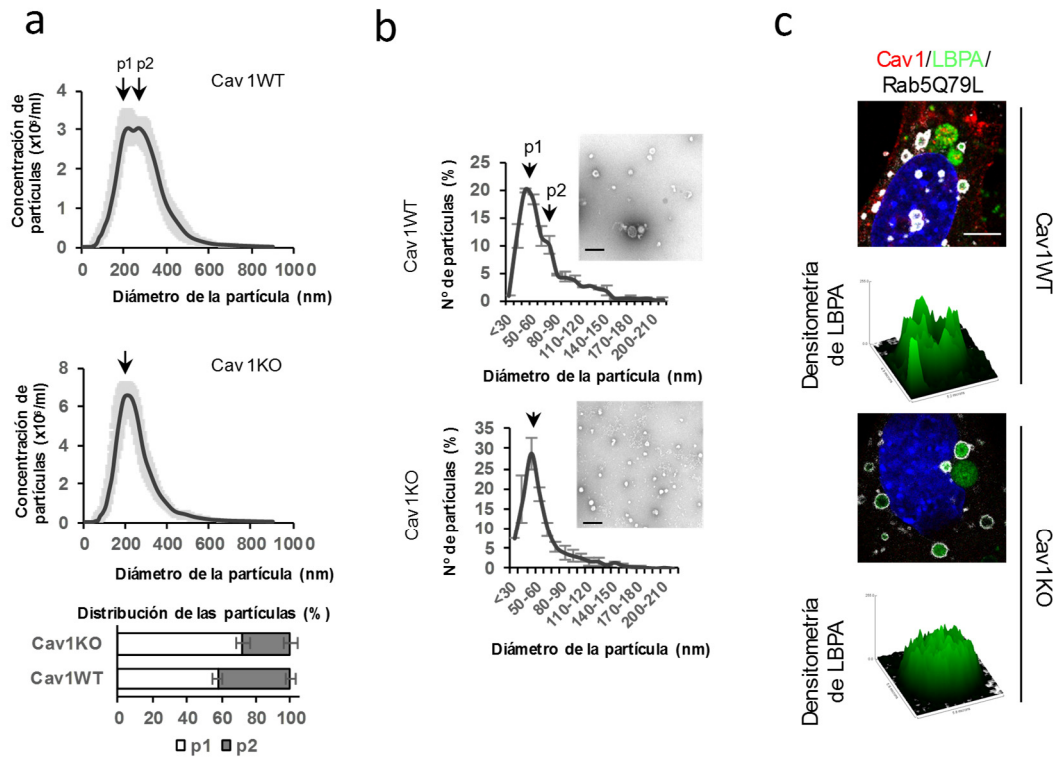 a
p1 p2
Cav1WT
Concentración de
partículas (x10⁶/ml)
4
3
2
1
0
0 200 400 600 800 1000
Diámetro de la partícula (nm)
Cav1KO
Concentración de
partículas (x10⁶/ml)
8
6
4
2
0
0 200 400 600 800 1000
Diámetro de la partícula (nm)
Distribución de las partículas (%)
Cav1KO
Cav1WT
0 20 40 60 80 100
p1 p2
b
Cav1WT
p1
p2
Nº de partículas (%)
25
20
15
10
5
0
<30 50-60 80-90 110-120 140-150 170-180 200-210
Diámetro de la partícula (nm)
Cav1KO
Nº de partículas (%)
35
30
25
20
15
10
5
0
<30 50-60 80-90 110-120 140-150 170-180 200-210
Diámetro de la partícula (nm)
c
Cav1/LBPA/
Rab5Q79L
Cav1WT
Densitometría
de LBPA
Cav1KO
Densitometría
de LBPA